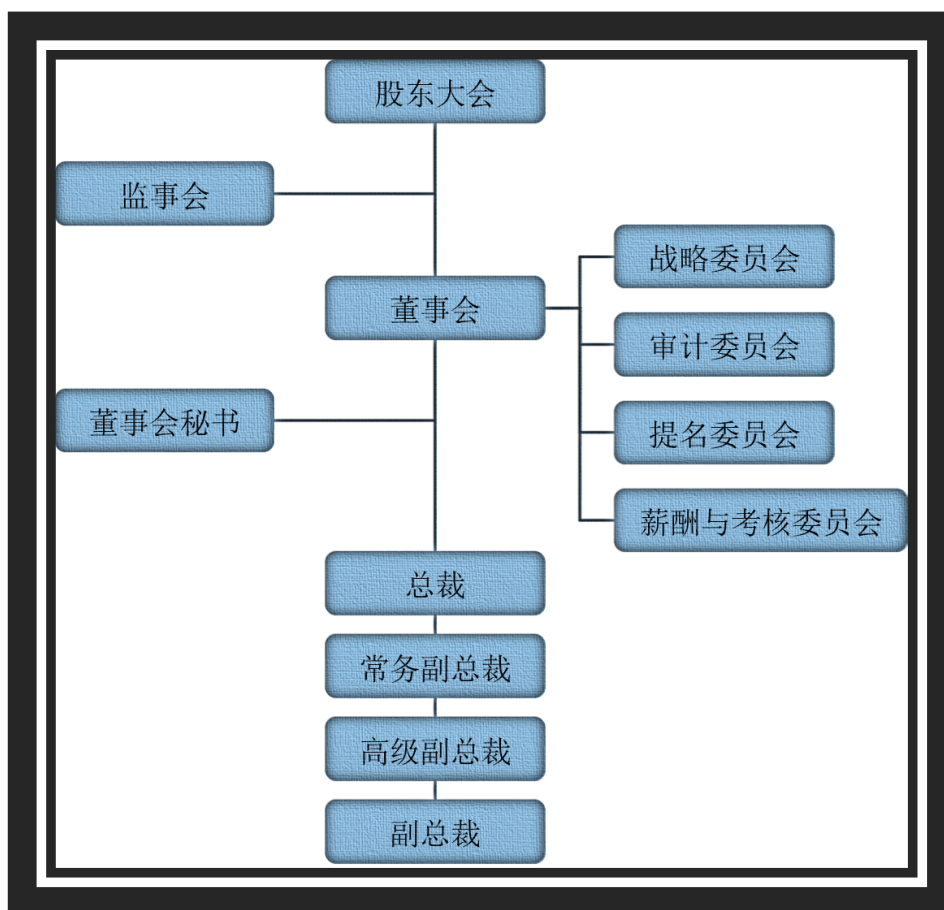 股东大会
监事会
董事会
战略委员会
审计委员会
提名委员会
董事会秘书
薪酬与考核委员会
总裁
常务副总裁
高级副总裁
副总裁